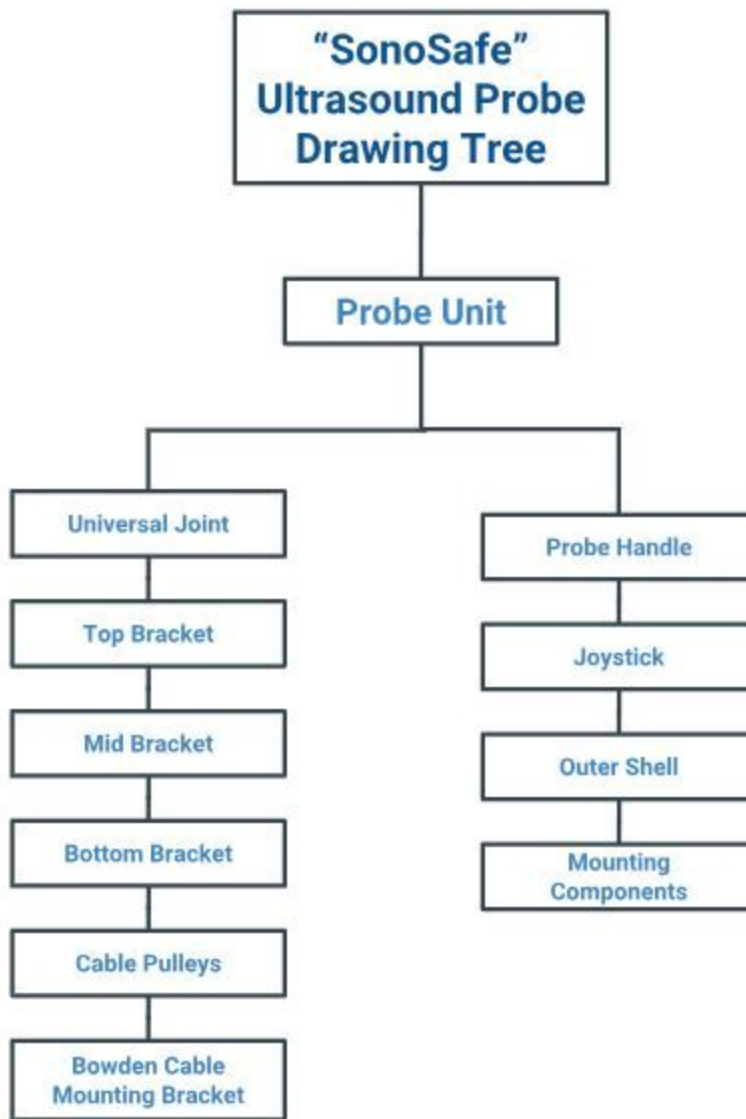 “SonoSafe”
Ultrasound Probe
Drawing Tree
Probe Unit
Universal Joint
Top Bracket
Mid Bracket
Bottom Bracket
Cable Pulleys
Bowden Cable
Mounting Bracket
Probe Handle
Joystick
Outer Shell
Mounting
Components